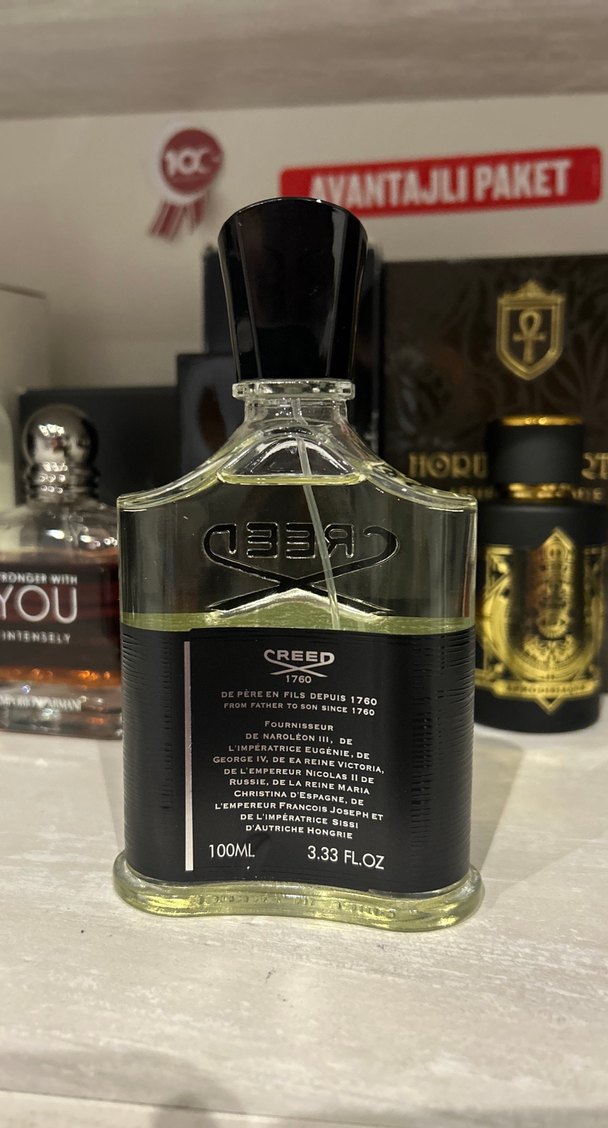 AVANTAJLI PAKET
CREED
CREED
1760
DE PÈRE EN FILS DEPUIS 1760
FROM FATHER TO SON SINCE 1760
FOURNISSEUR
DE NAROLÉON III, DE
L'IMPÉRATRICE EUGÉNIE, DE
GEORGE IV, DE EA REINE VICTORIA,
DE L'EMPEREUR NICOLAS II DE
RUSSIE, DE LA REINE MARIA
CHRISTINA D'ESPAGNE, DE
L'EMPEREUR FRANCOIS JOSEPH ET
DE L'IMPÉRATRICE SISSI
D'AUTRICHE HONGRIE
100ML 3.33 FL.OZ
STRONGER WITH
YOU
INTENSELY